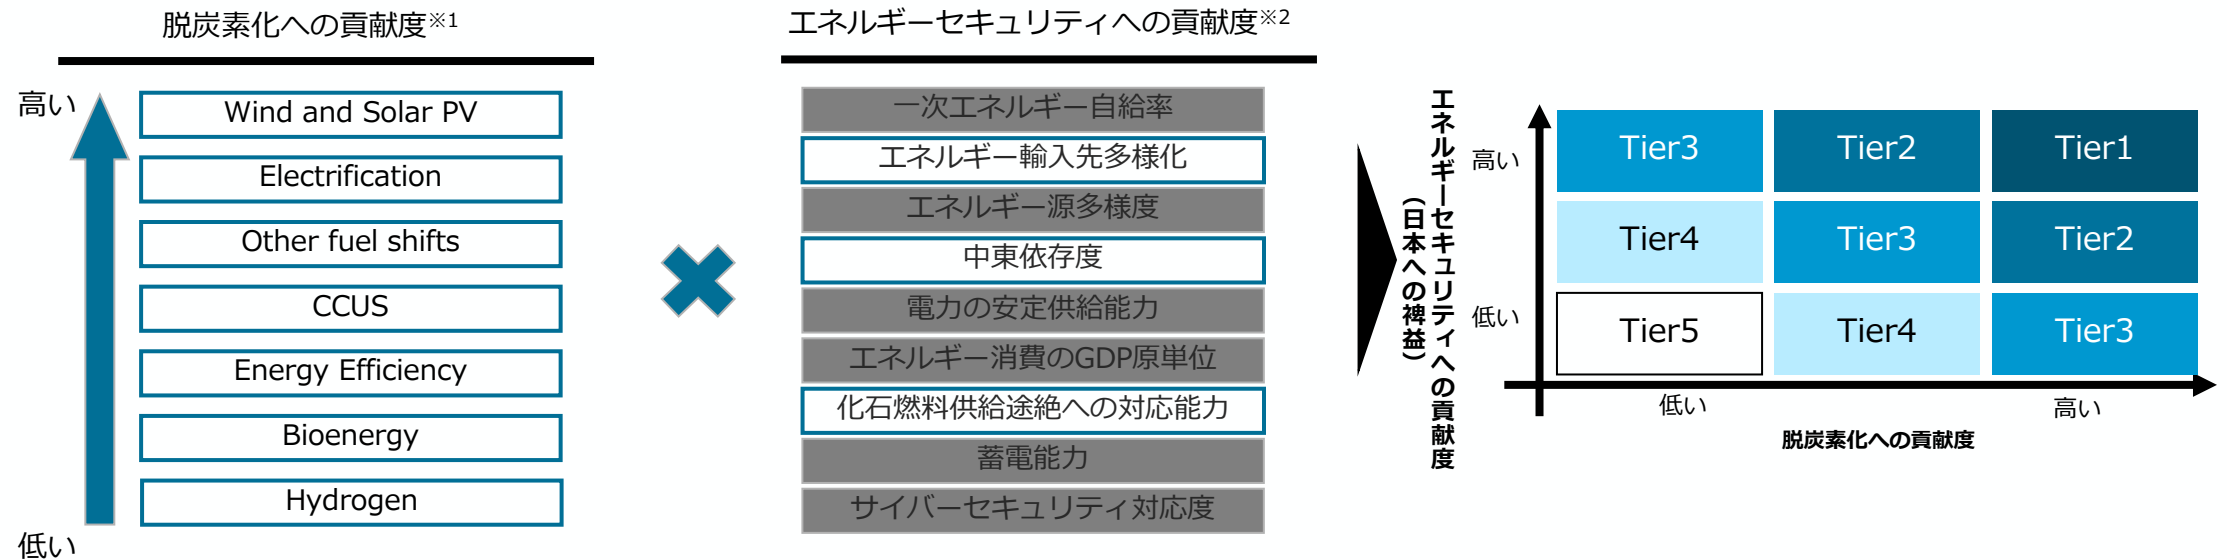 脱炭素化への貢献度※1
高い
Wind and Solar PV
Electrification
Other fuel shifts
CCUS
Energy Efficiency
Bioenergy
Hydrogen
低い
エネルギーセキュリティへの貢献度※2
一次エネルギー自給率
エネルギー輸入先多様化
エネルギー源多様度
中東依存度
電力の安定供給能力
エネルギー消費のGDP原単位
化石燃料供給途絶への対応能力
蓄電能力
サイバーセキュリティ対応度
エネルギーセキュリティへの貢献度
(日本への裨益)
高い
低い
Tier3 Tier2 Tier1
Tier4 Tier3 Tier2
Tier5 Tier4 Tier3
低い 高い
脱炭素化への貢献度